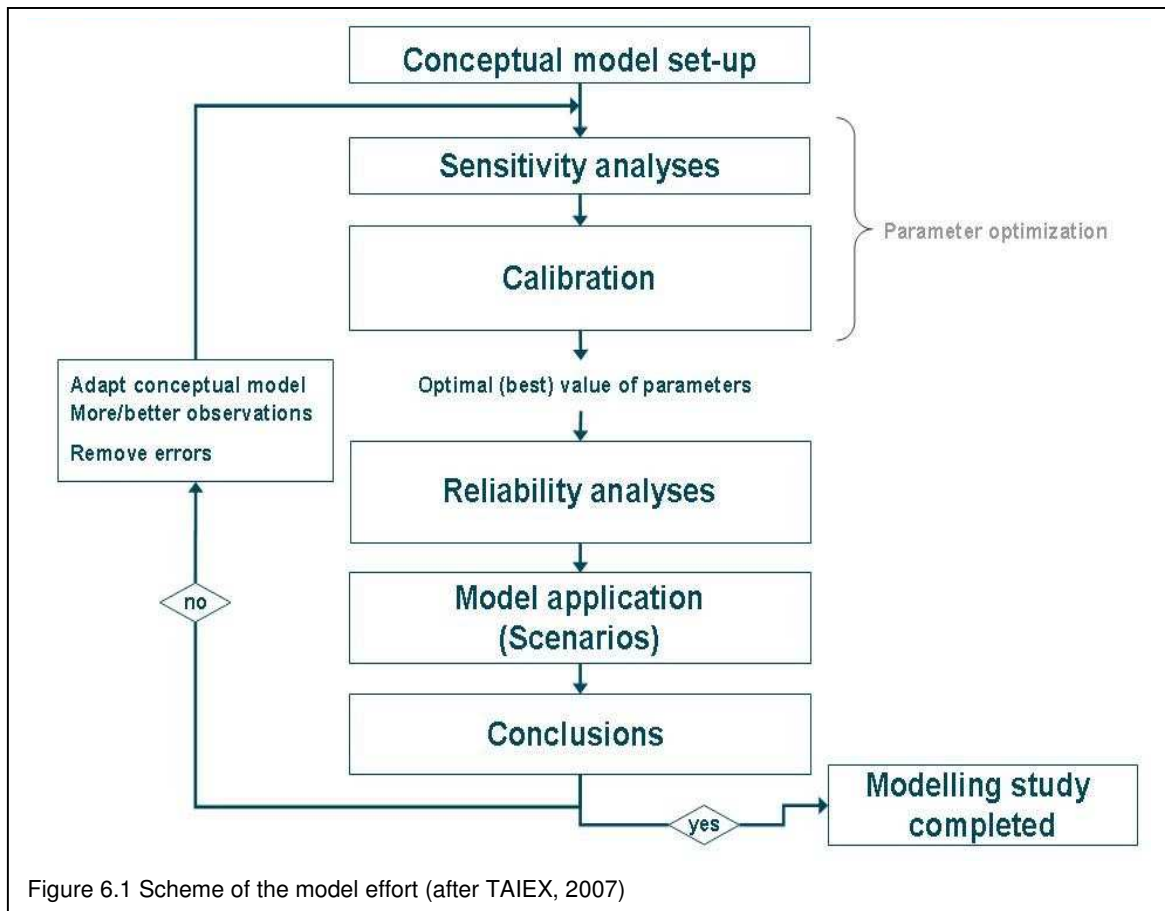 Conceptual model set-up
Sensitivity analyses
Parameter optimization
Calibration
Adapt conceptual model
More/better observations
Remove errors
Optimal (best) value of parameters
Reliability analyses
no
Model application
(Scenarios)
Conclusions
yes
Modelling study
completed
Figure 6.1 Scheme of the model effort (after TAIEX, 2007)